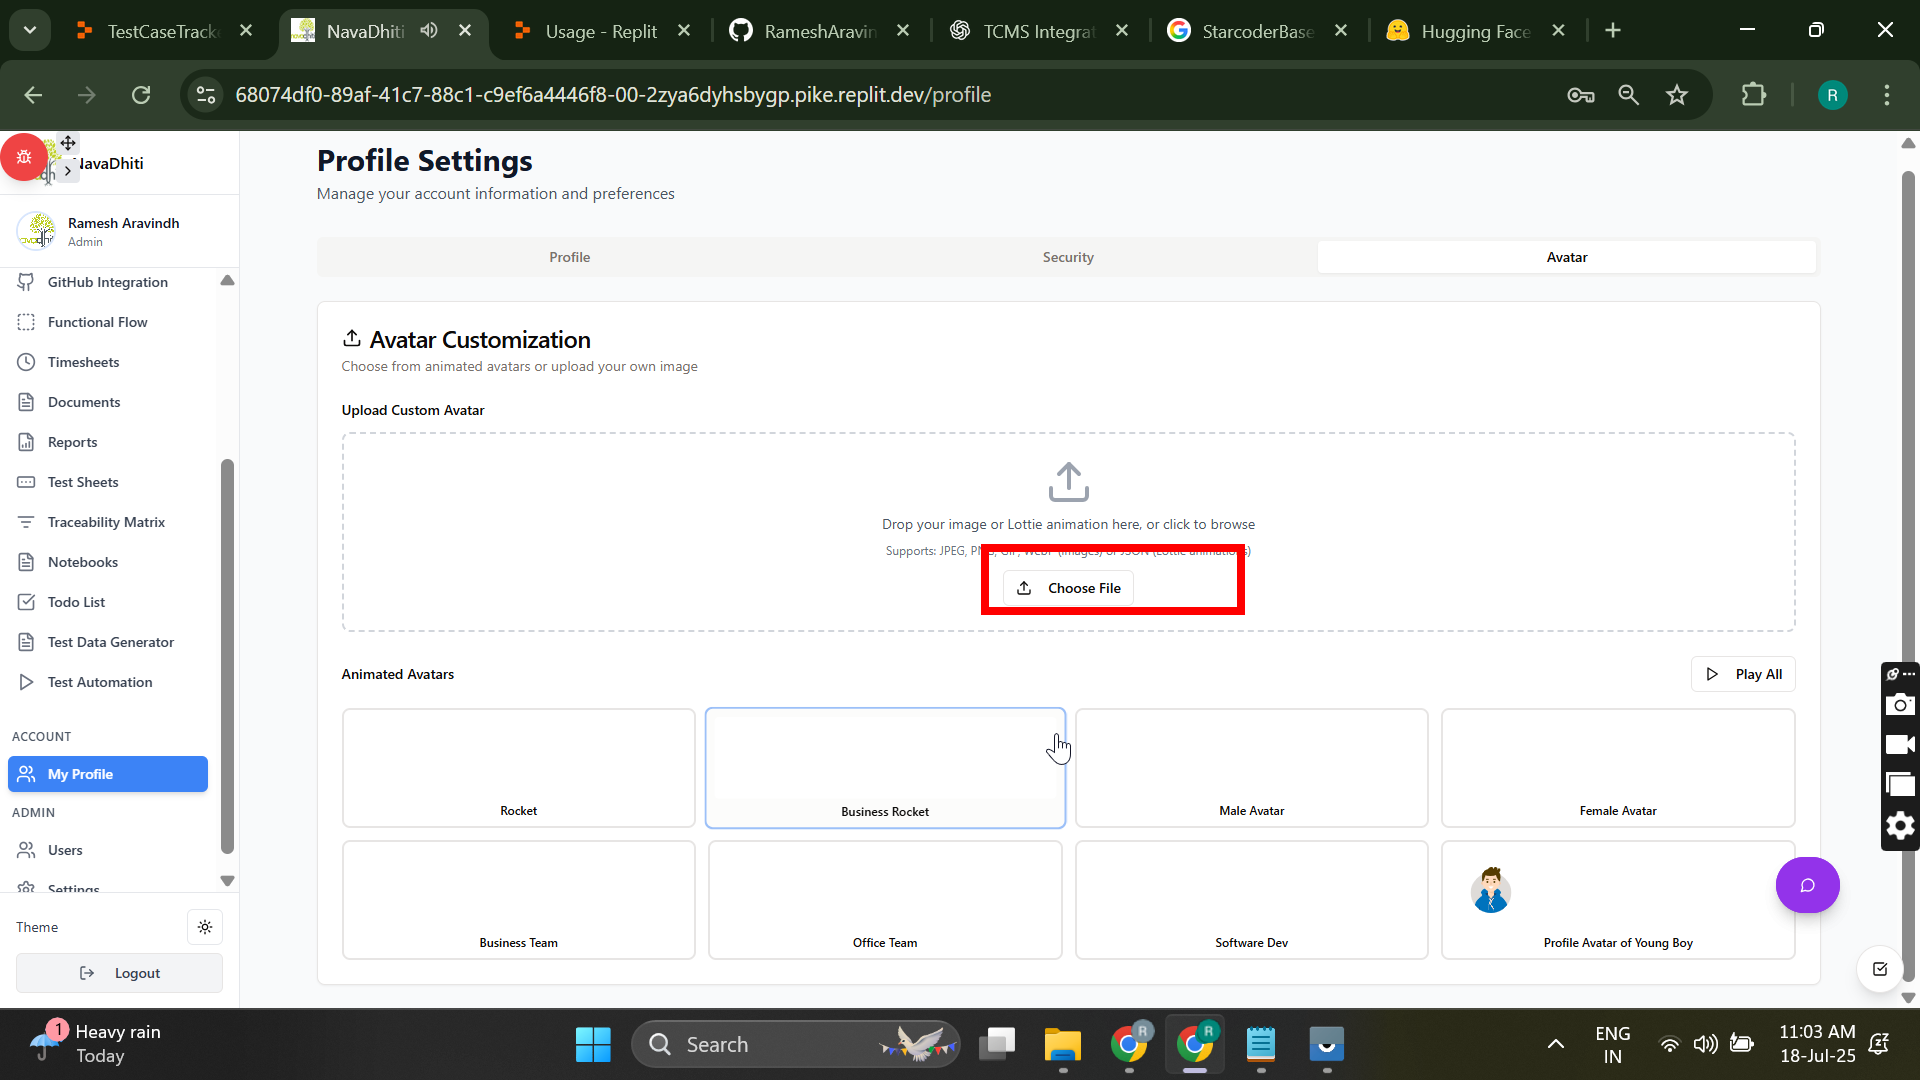 TestCaseTrack
NavaDhiti
Usage - Replit
RameshAravin
TCMS Integrat
StarcoderBase
Hugging Face
68074df0-89af-41c7-88c1-c9ef6a4446f8-00-2zya6dyhsbygp.pike.replit.dev/profile
R
NavaDhiti
Ramesh Aravindh
Admin
GitHub Integration
Functional Flow
Timesheets
Documents
Reports
Test Sheets
Traceability Matrix
Notebooks
Todo List
Test Data Generator
Test Automation
ACCOUNT
My Profile
ADMIN
Users
Settings
Theme
Logout
Profile Settings
Manage your account information and preferences
Profile
Security
Avatar
Avatar Customization
Choose from animated avatars or upload your own image
Upload Custom Avatar
Drop your image or Lottie animation here, or click to browse
Supports: JPEG, PNG, GIF, WebP (images) or JSON (Lottie animations)
Choose File
Animated Avatars
Play All
Rocket
Business Rocket
Male Avatar
Female Avatar
Business Team
Office Team
Software Dev
Profile Avatar of Young Boy
1
Heavy rain
Today
Search
R
R
ENG
IN
11:03 AM
18-Jul-25